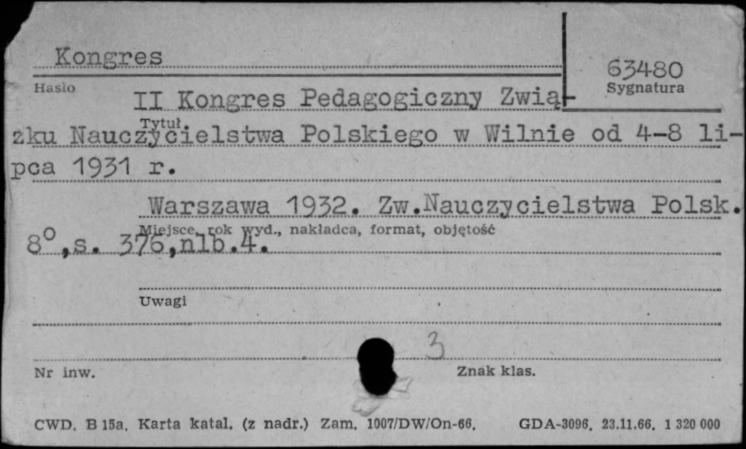 Kongres
63480
Hasło
Sygnatura
II Kongres Pedagogiczny Zwią-
Tytuł
zku Nauczycielstwa Polskiego w Wilnie od 4-8 li-
pca 1931 r.
Warszawa 1932. Zw.Nauczycielstwa Polsk.
Miejsce, rok wyd., nakładca, format, objętość
8°,s. 376,nlb.4.
Uwagi
3
Nr inw.
Znak klas.
CWD. B 15a. Karta katal. (z nadr.) Zam. 1007/DW/On-66. GDA-3096. 23.11.66. 1 320 000